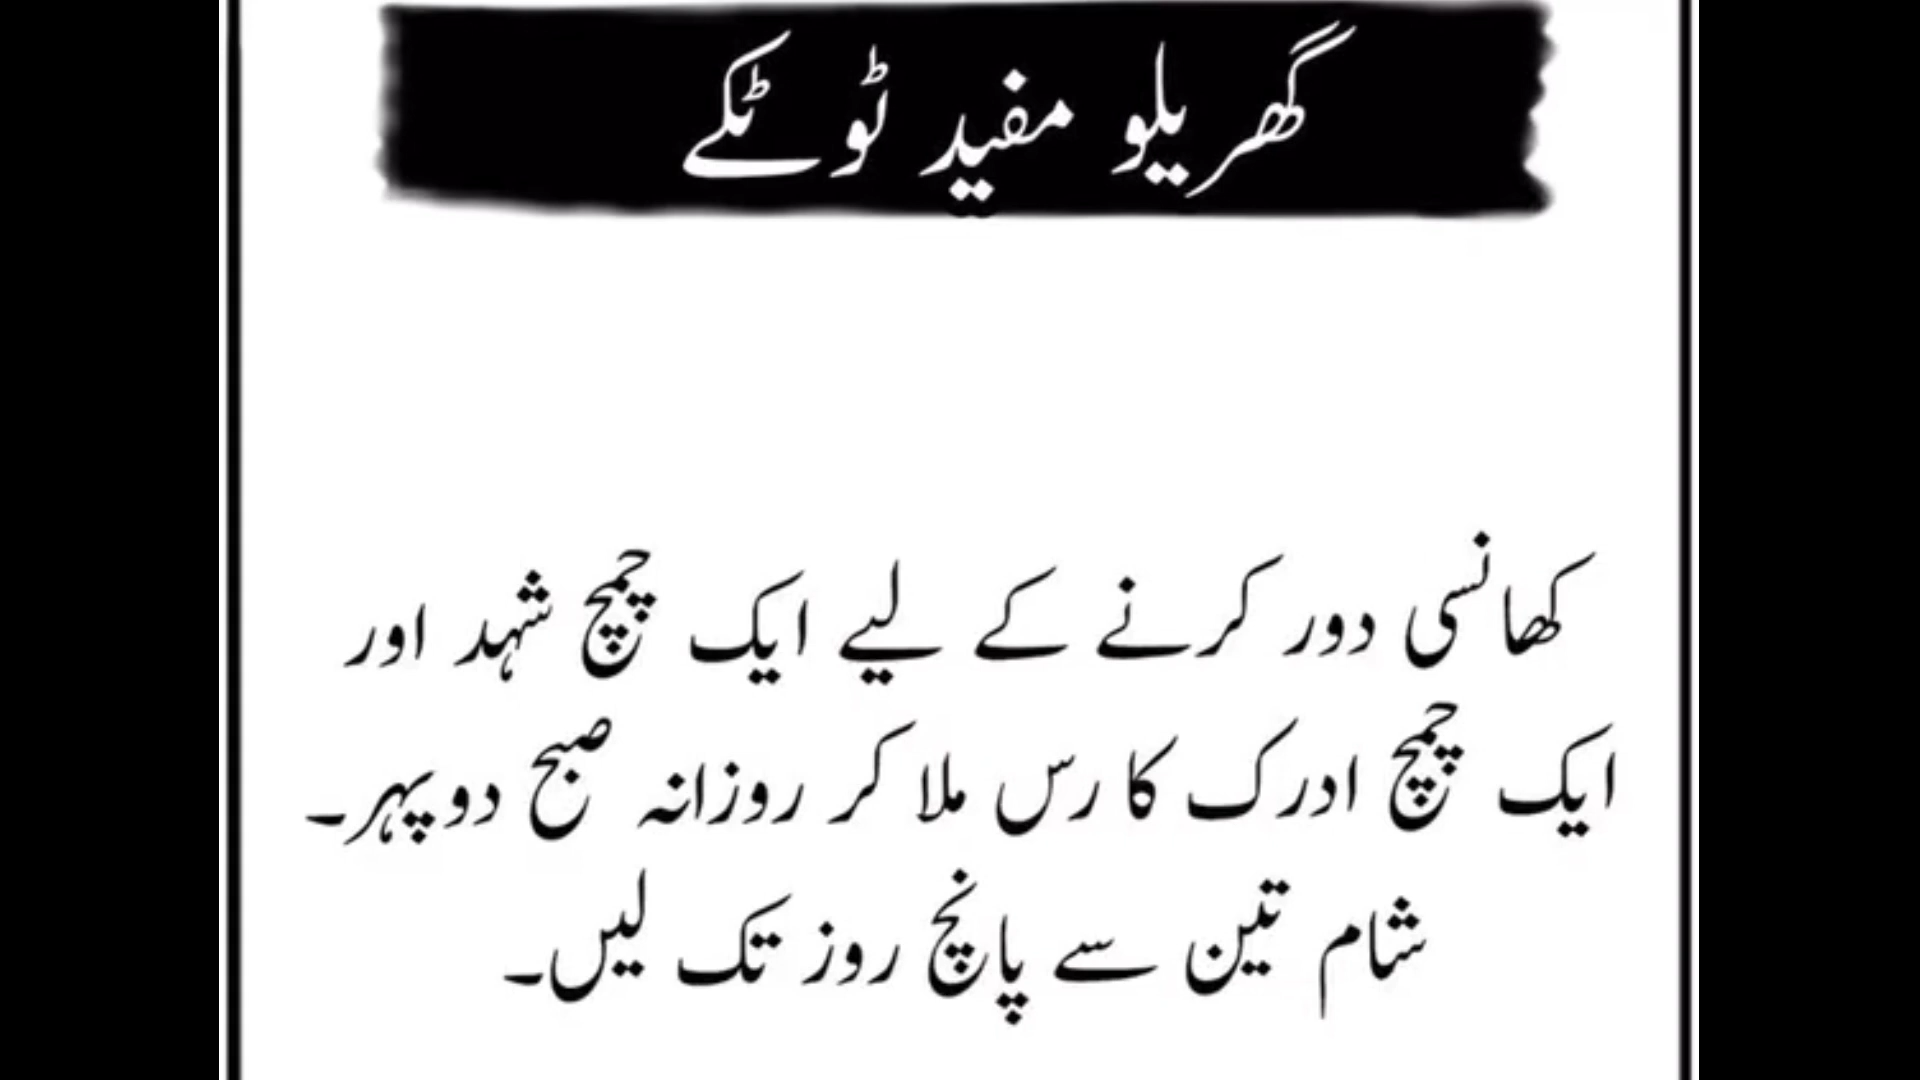 گھریلو مفید ٹوٹکے
کھانسی دور کرنے کے لیے ایک چمچ شہد اور
ایک چمچ ادرک کا رس ملا کر روزانہ صبح دوپہر۔
شام تین سے پانچ روز تک لیں۔